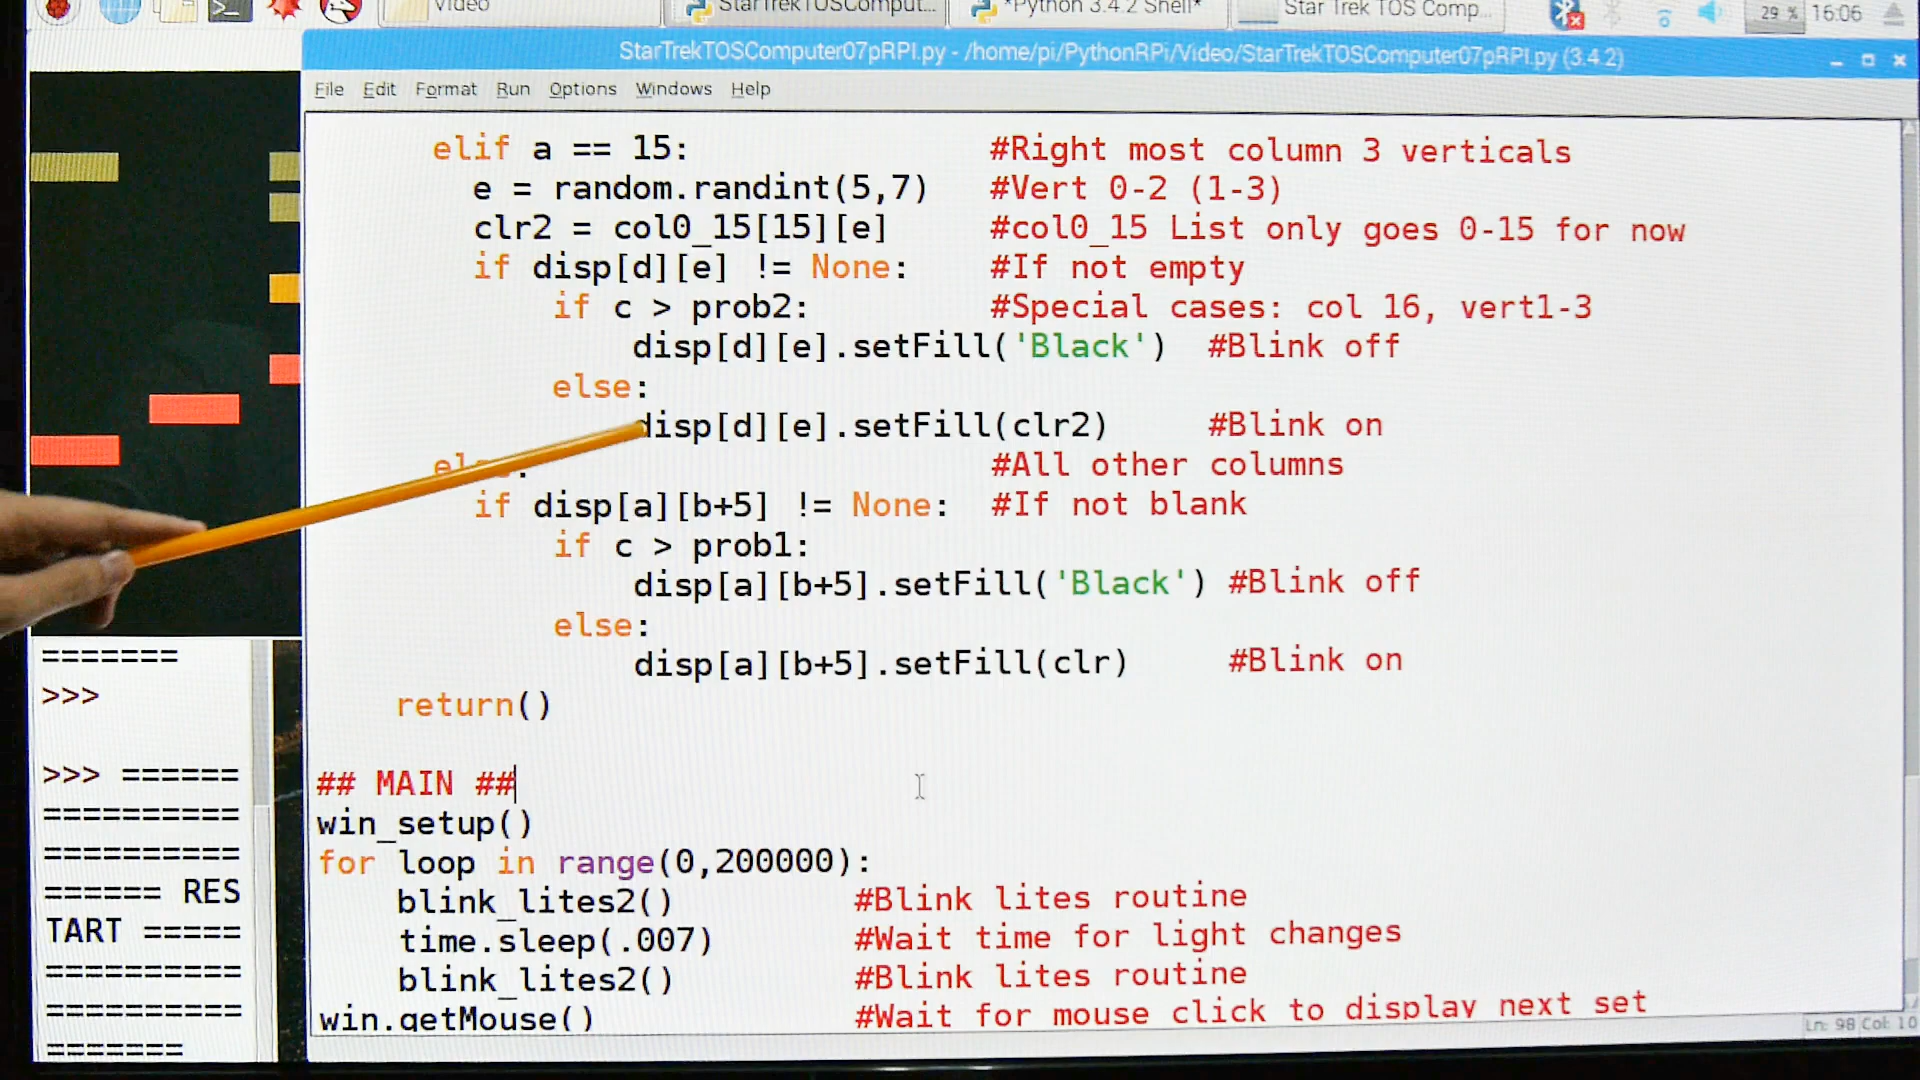 Video
StarTrekTOSComput...
*Python 3.4.2 Shell*
Star Trek TOS Comp...
29 %
16:06
StarTrekTOSComputer07pRPI.py - /home/pi/PythonRPi/Video/StarTrekTOSComputer07pRPI.py (3.4.2)
File Edit Format Run Options Windows Help
elif a == 15: #Right most column 3 verticals
e = random.randint(5,7) #Vert 0-2 (1-3)
clr2 = col0_15[15][e] #col0_15 List only goes 0-15 for now
if disp[d][e] != None: #If not empty
if c > prob2: #Special cases: col 16, vert1-3
disp[d][e].setFill('Black') #Blink off
else:
disp[d][e].setFill(clr2) #Blink on
else: #All other columns
if disp[a][b+5] != None: #If not blank
if c > prob1:
disp[a][b+5].setFill('Black') #Blink off
else:
disp[a][b+5].setFill(clr) #Blink on
return()
## MAIN ##
win_setup()
for loop in range(0,200000):
blink_lites2() #Blink lites routine
time.sleep(.007) #Wait time for light changes
blink_lites2() #Blink lites routine
win.getMouse() #Wait for mouse click to display next set
Ln: 98 Col: 10
=======
>>>
>>> ======
==========
==========
====== RES
TART =====
==========
==========
=======